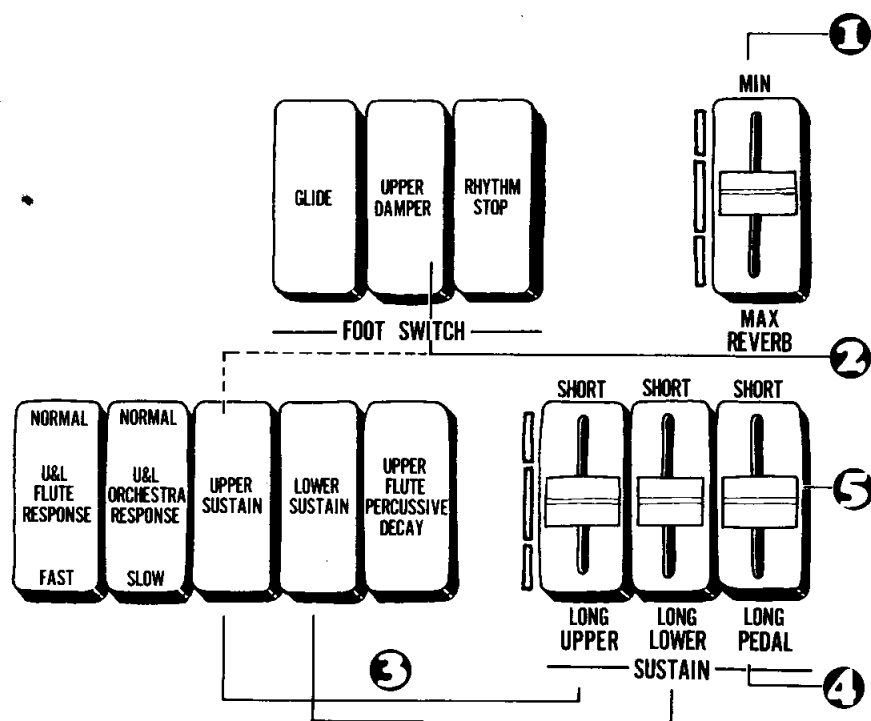 1
MIN
GLIDE
UPPER
DAMPER
RHYTHM
STOP
MAX
REVERB
FOOT SWITCH
2
NORMAL
U&L
FLUTE
RESPONSE
FAST
NORMAL
U&L
ORCHESTRA
RESPONSE
SLOW
UPPER
SUSTAIN
LOWER
SUSTAIN
UPPER
FLUTE
PERCUSSIVE
DECAY
SHORT
SHORT
SHORT
5
LONG
UPPER
LONG
LOWER
LONG
PEDAL
SUSTAIN
3
4